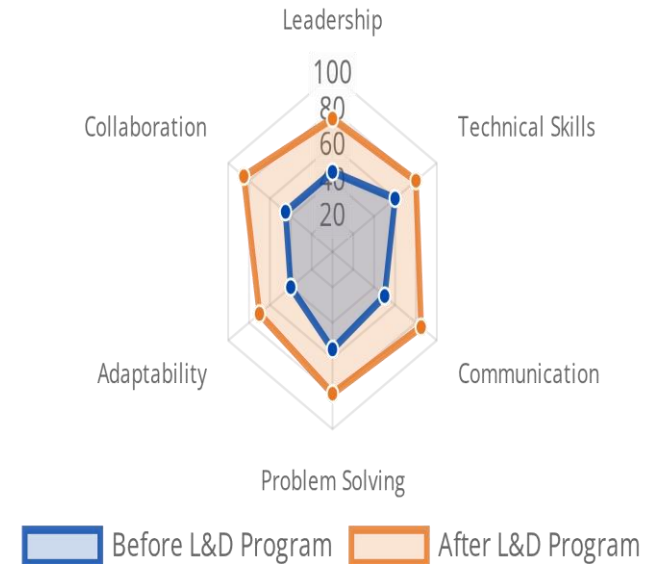 Leadership
100
80
60
40
20
Collaboration
Technical Skills
Adaptability
Communication
Problem Solving
Before L&D Program
After L&D Program